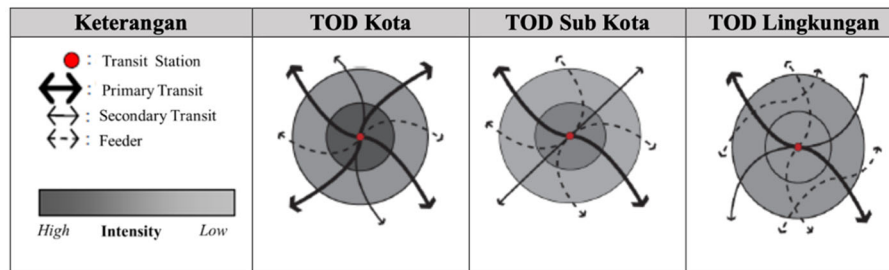 Keterangan
TOD Kota
TOD Sub Kota
TOD Lingkungan
: Transit Station
: Primary Transit
: Secondary Transit
: Feeder
High Intensity Low